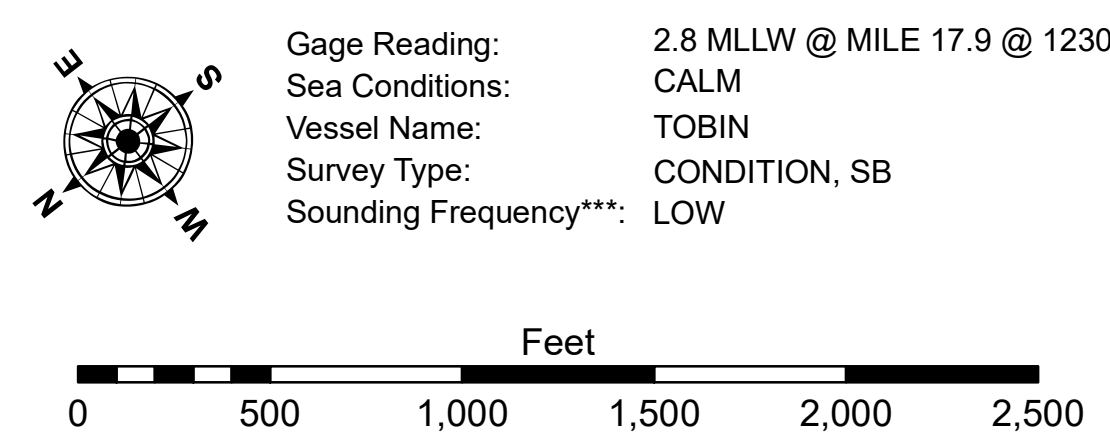 E
S
N
W
Gage Reading: 2.8 MLLW @ MILE 17.9 @ 1230
Sea Conditions: CALM
Vessel Name: TOBIN
Survey Type: CONDITION, SB
Sounding Frequency***: LOW
Feet
0 500 1,000 1,500 2,000 2,500